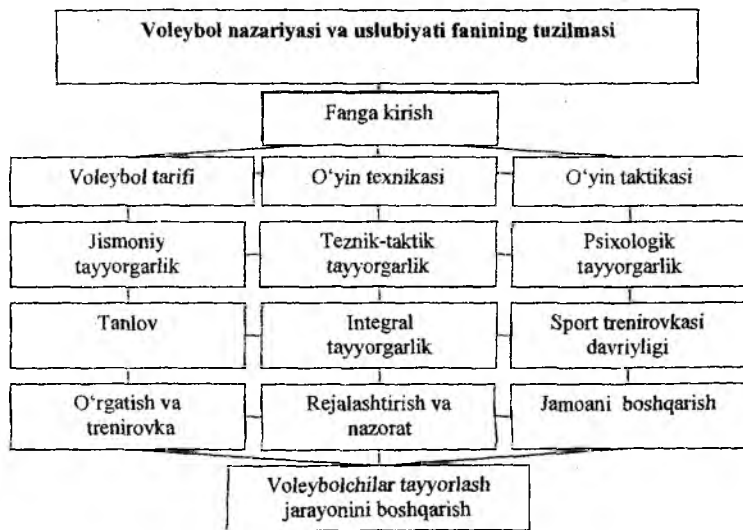 Voleybol nazariyasi va uslubiyati fanining tuzilmasi
Fanga kirish
Voleybol tarifi
O‘yin texnikasi
O‘yin taktikasi
Jismoniy
tayyorgarlik
Teznik-taktik
tayyorgarlik
Psixologik
tayyorgarlik
Tanlov
Integral
tayyorgarlik
Sport trenirovkasi
davriyligi
O‘rgatish va
trenirovka
Rejalashtirish va
nazorat
Jamoani boshqarish
Voleybolchilar tayyorlash
jarayonini boshqarish